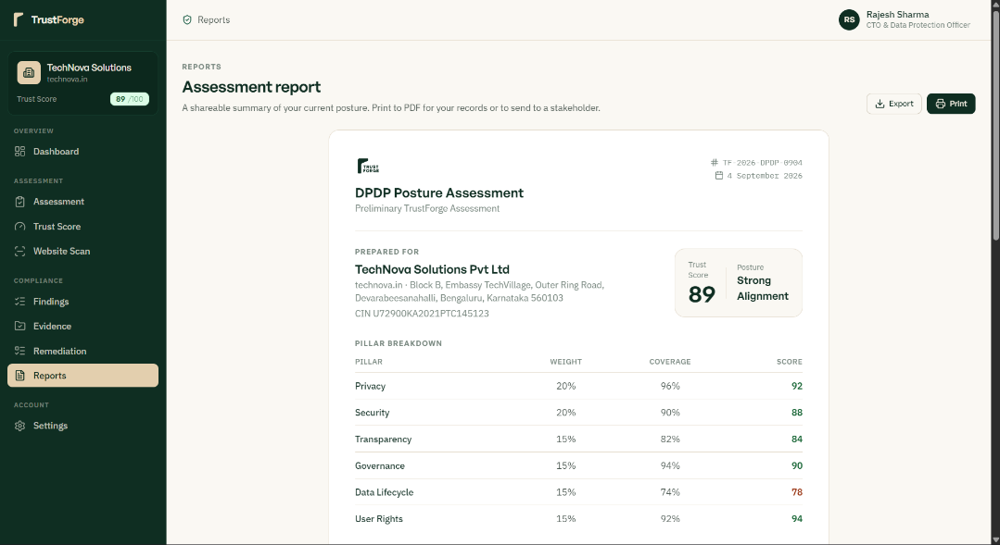 TrustForge
TechNova Solutions
technova.in
Trust Score
89 /100
OVERVIEW
Dashboard
ASSESSMENT
Assessment
Trust Score
Website Scan
COMPLIANCE
Findings
Evidence
Remediation
Reports
ACCOUNT
Settings
Reports
RS
Rajesh Sharma
CTO & Data Protection Officer
REPORTS
Assessment report
A shareable summary of your current posture. Print to PDF for your records or to send to a stakeholder.
Export
Print
TRUST
FORGE
# TF-2026-DPDP-0904
4 September 2026
DPDP Posture Assessment
Preliminary TrustForge Assessment
PREPARED FOR
TechNova Solutions Pvt Ltd
technova.in · Block B, Embassy TechVillage, Outer Ring Road,
Devarabeesanahalli, Bengaluru, Karnataka 560103
CIN U72900KA2021PTC145123
Trust
Score
89
Posture
Strong
Alignment
PILLAR BREAKDOWN
PILLAR WEIGHT COVERAGE SCORE
Privacy 20% 96% 92
Security 20% 90% 88
Transparency 15% 82% 84
Governance 15% 94% 90
Data Lifecycle 15% 74% 78
User Rights 15% 92% 94